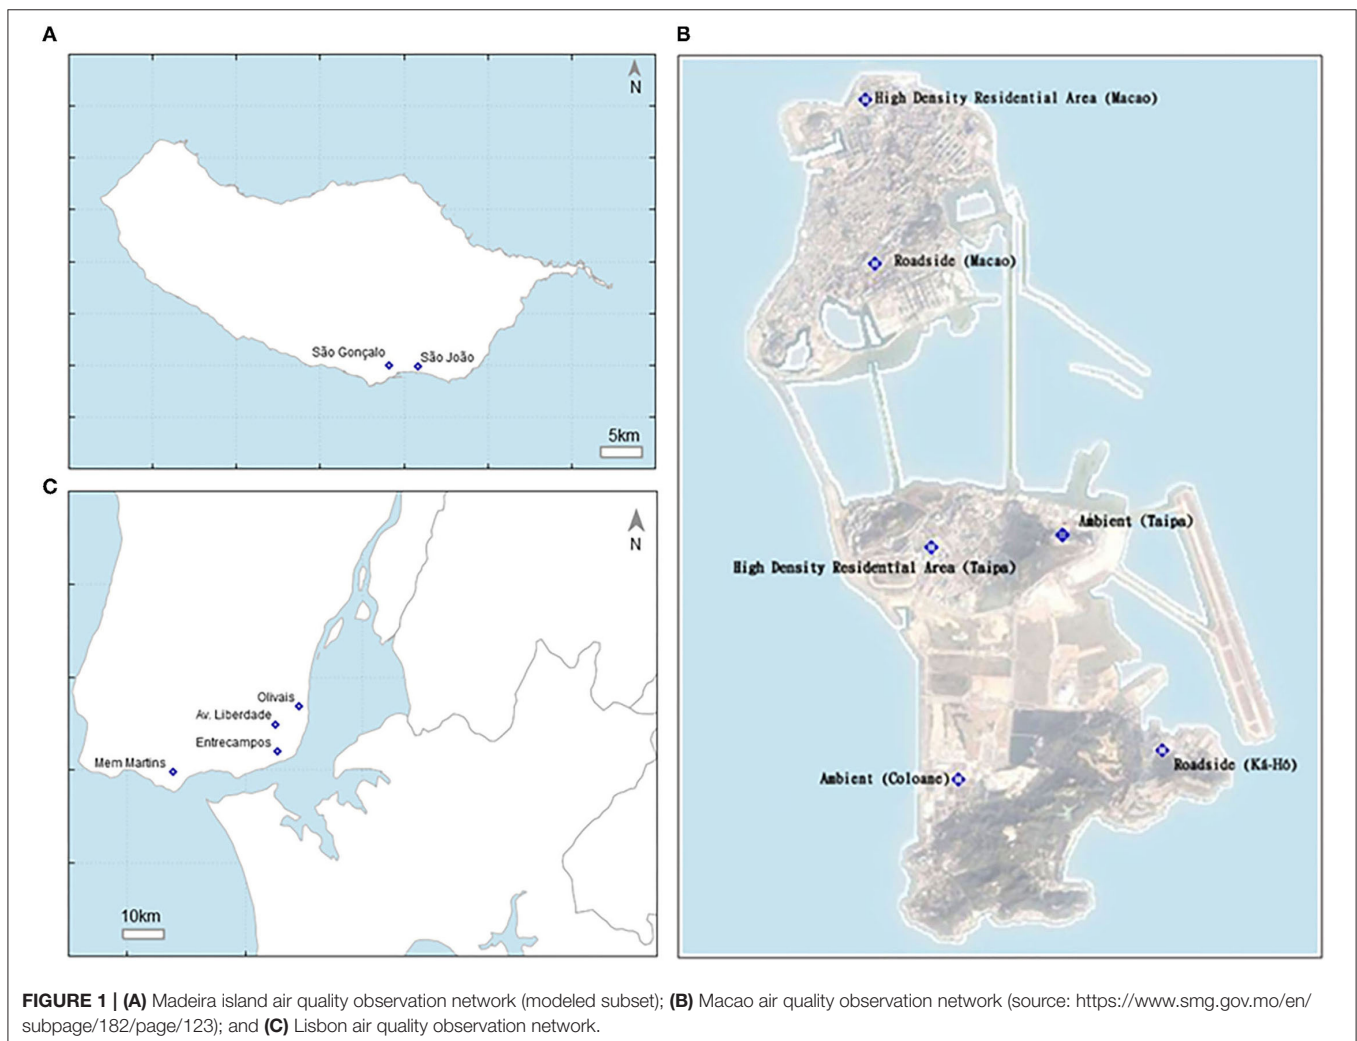 A
N
São Gonçalo
São João
5km
B
High Density Residential Area (Macao)
Roadside (Macao)
Ambient (Taipa)
High Density Residential Area (Taipa)
Ambient (Coloane)
Roadside (Ká-Hó)
C
N
Olivais
Av. Liberdade
Entrecampos
Mem Martins
10km
FIGURE 1 | (A) Madeira island air quality observation network (modeled subset); (B) Macao air quality observation network (source: https://www.smg.gov.mo/en/
subpage/182/page/123); and (C) Lisbon air quality observation network.